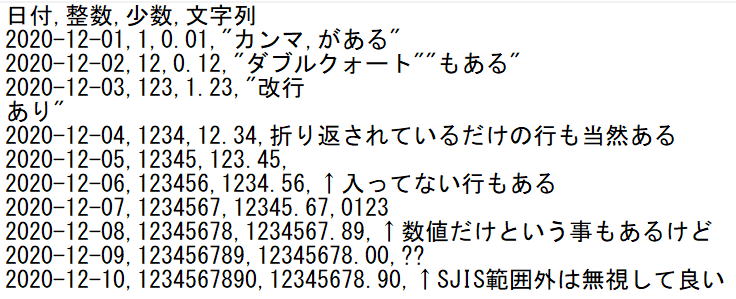 日付,整数,少数,文字列
2020-12-01,1,0.01,"カンマ,がある"
2020-12-02,12,0.12,"ダブルクォート""もある"
2020-12-03,123,1.23,"改行
あり"
2020-12-04,1234,12.34,折り返されているだけの行も当然ある
2020-12-05,12345,123.45,
2020-12-06,123456,1234.56,↑入ってない行もある
2020-12-07,1234567,12345.67,0123
2020-12-08,12345678,1234567.89,↑数値だけという事もあるけど
2020-12-09,123456789,12345678.00,??
2020-12-10,1234567890,12345678.90,↑SJIS範囲外は無視して良い